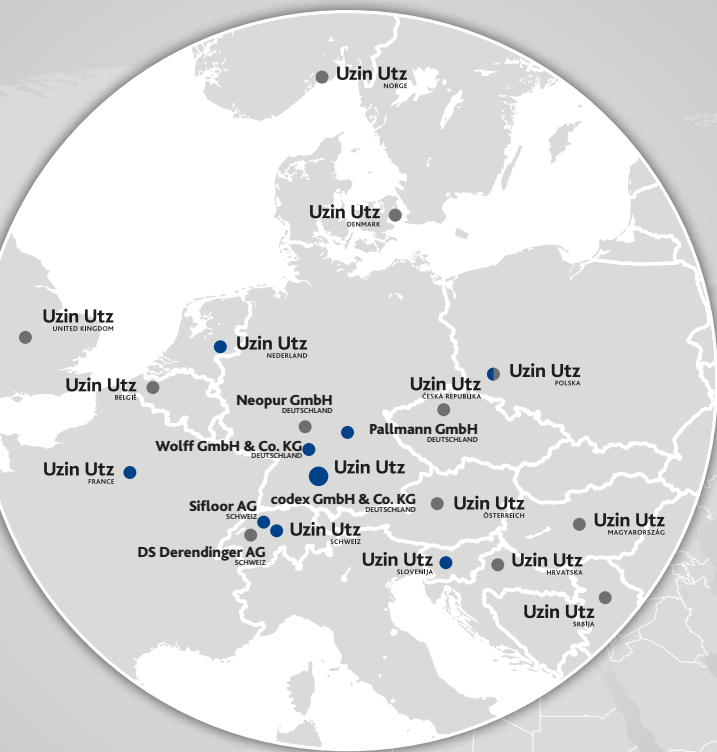 Uzin Utz
NORGE
Uzin Utz
DENMARK
Uzin Utz
UNITED KINGDOM
Uzin Utz
NEDERLAND
Uzin Utz
BELGIË
Uzin Utz
POLSKA
Uzin Utz
ČESKÁ REPUBLIKA
Neopur GmbH
DEUTSCHLAND
Pallmann GmbH
DEUTSCHLAND
Wolff GmbH & Co. KG
DEUTSCHLAND
Uzin Utz
FRANCE
Uzin Utz
codex GmbH & Co. KG
DEUTSCHLAND
Sifloor AG
SCHWEIZ
Uzin Utz
ÖSTERREICH
Uzin Utz
MAGYARORSZÁG
Uzin Utz
SCHWEIZ
DS Derendinger AG
SCHWEIZ
Uzin Utz
SLOVENIJA
Uzin Utz
HRVATSKA
Uzin Utz
SRBIJA